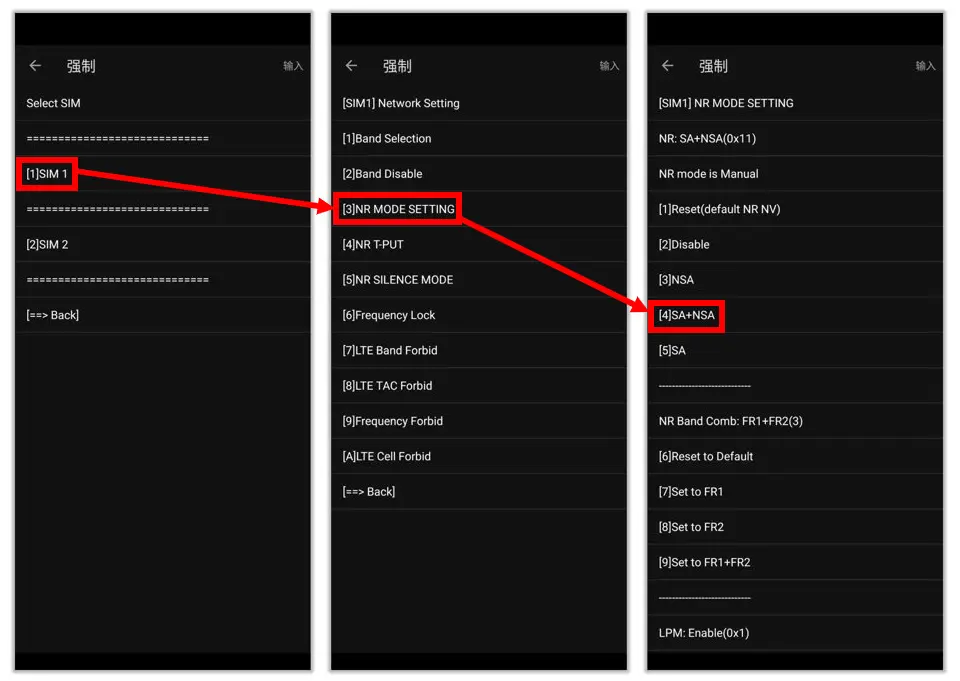 强制
输入
Select SIM
=============================
[1]SIM 1
=============================
[2]SIM 2
=============================
[==> Back]
强制
输入
[SIM1] Network Setting
[1]Band Selection
[2]Band Disable
[3]NR MODE SETTING
[4]NR T-PUT
[5]NR SILENCE MODE
[6]Frequency Lock
[7]LTE Band Forbid
[8]LTE TAC Forbid
[9]Frequency Forbid
[A]LTE Cell Forbid
[==> Back]
强制
输入
[SIM1] NR MODE SETTING
NR: SA+NSA(0x11)
NR mode is Manual
[1]Reset(default NR NV)
[2]Disable
[3]NSA
[4]SA+NSA
[5]SA
----------------------------
NR Band Comb: FR1+FR2(3)
[6]Reset to Default
[7]Set to FR1
[8]Set to FR2
[9]Set to FR1+FR2
----------------------------
LPM: Enable(0x1)